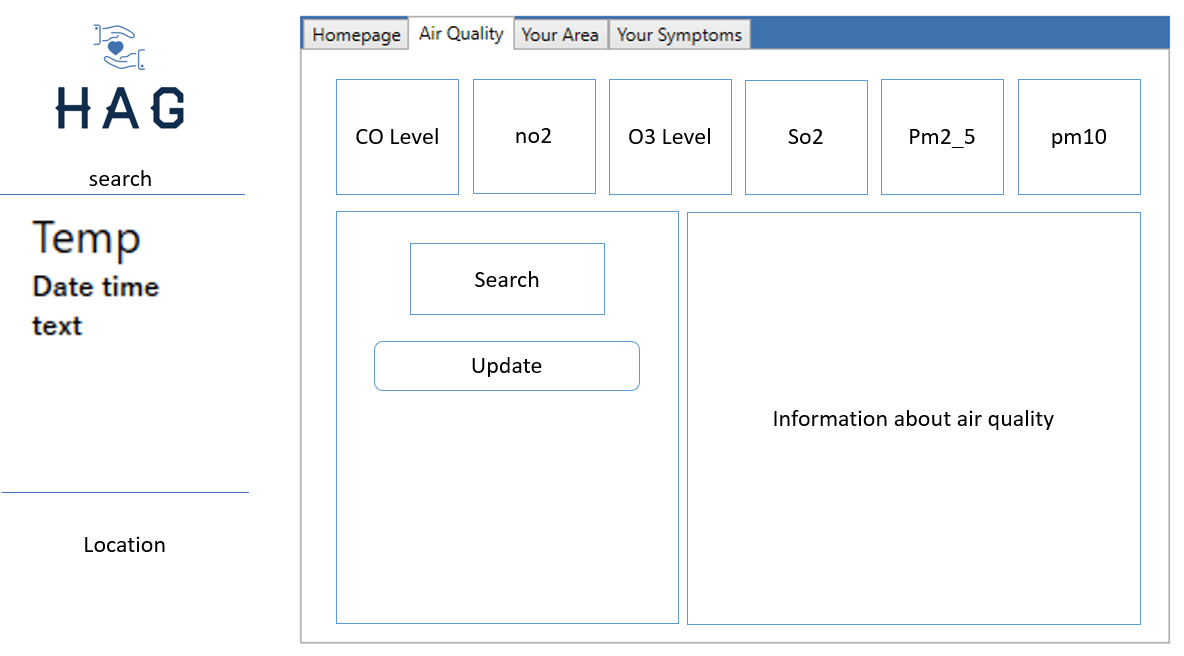 HAG
search
Temp
Date time
text
Location
Homepage Air Quality Your Area Your Symptoms
CO Level no2 O3 Level So2 Pm2_5 pm10
Search
Update
Information about air quality